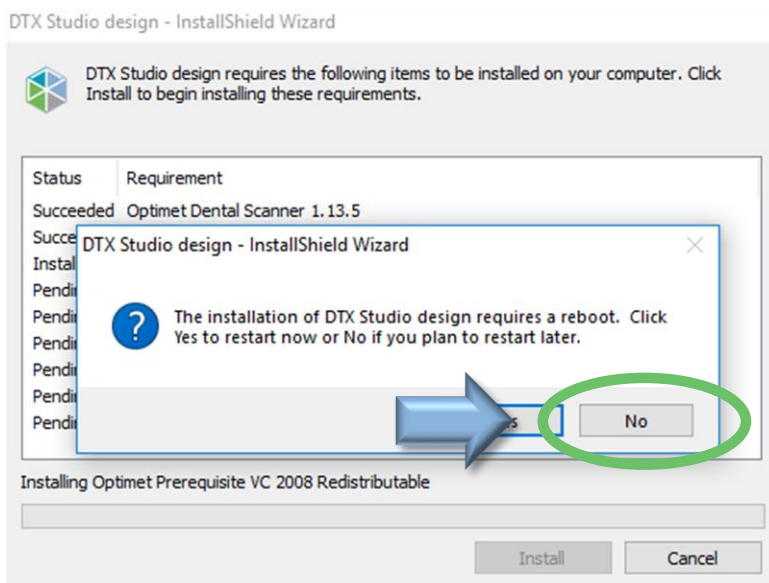 DTX Studio design - InstallShield Wizard
DTX Studio design requires the following items to be installed on your computer. Click
Install to begin installing these requirements.
Status Requirement
Succeeded Optimet Dental Scanner 1.13.5
DTX Studio design - InstallShield Wizard
The installation of DTX Studio design requires a reboot. Click
Yes to restart now or No if you plan to restart later.
No
Installing Optimet Prerequisite VC 2008 Redistributable
Install Cancel